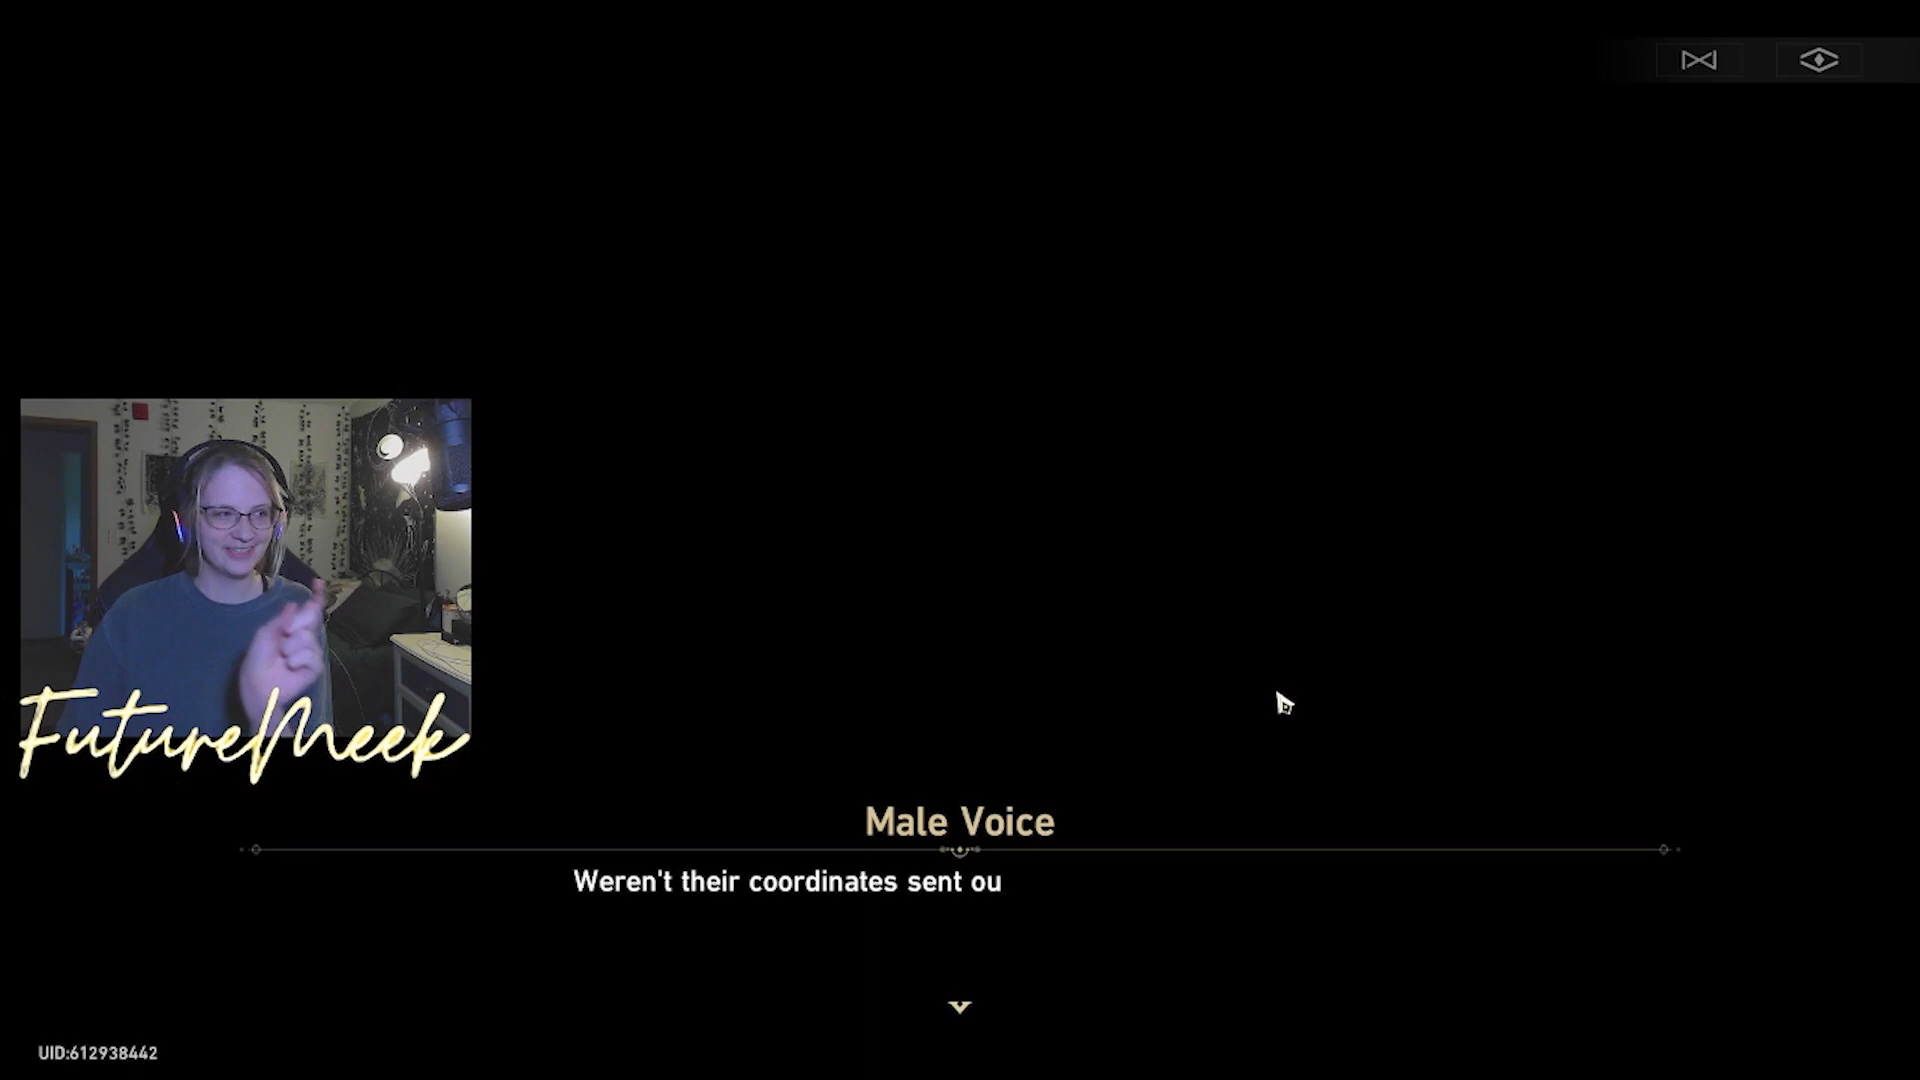 FutureMeek
Male Voice
Weren't their coordinates sent ou
UID:612938442